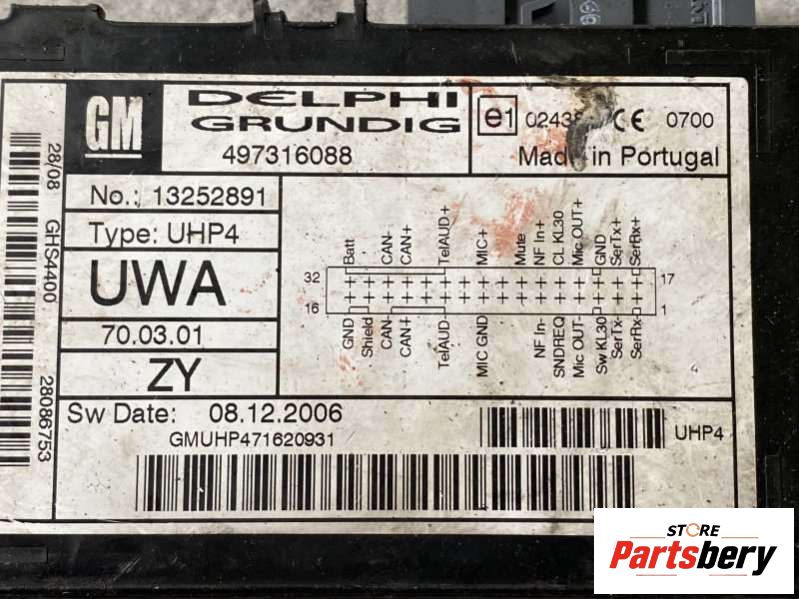 GM
DELPHI
GRUNDIG
497316088
e1 0243 CE 0700
Made in Portugal
28/08 GHS4400 28086753
No.: 13252891
Type: UHP4
UWA
70.03.01
ZY
Batt CAN- CAN+ TelAUD+ MIC+ Mute NF In+ CL KL30 Mic OUT+ GND SerTx+ SerRx+
32 17
16 1
GND Shield CAN- CAN+ TelAUD- MIC GND NF In- SNDREQ Mic OUT- Sw KL30 SerTx- SerRx-
Sw Date: 08.12.2006
GMUHP471620931
UHP4
STORE
Partsbery